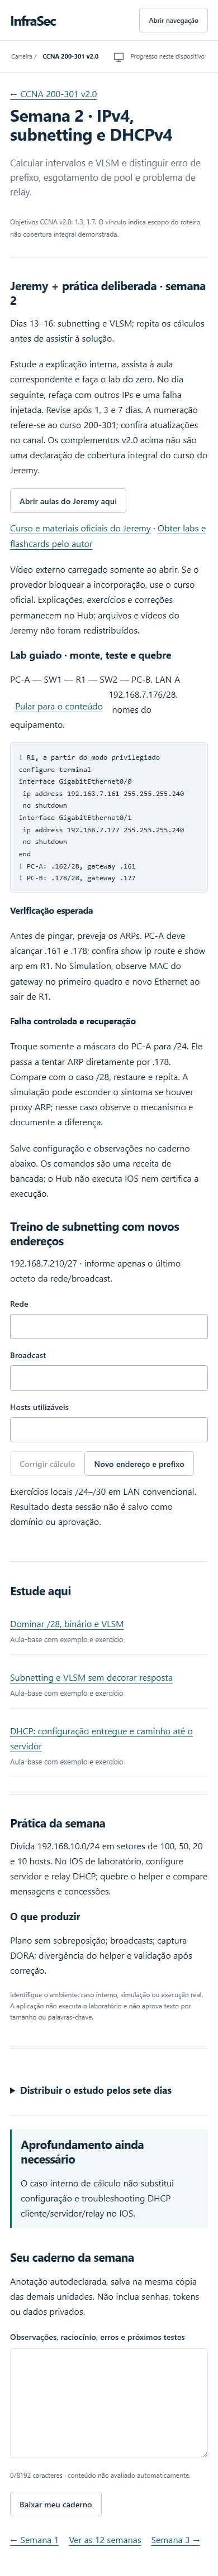 InfraSec
Abrir navegação
Carreira / CCNA 200-301 v2.0
Progresso neste dispositivo
← CCNA 200-301 v2.0
Semana 2 · IPv4,
subnetting e DHCPv4
Calcular intervalos e VLSM e distinguir erro de
prefixo, esgotamento de pool e problema de
relay.
Objetivos CCNA v2.0: 1.3, 1.7. O vínculo indica escopo do roteiro,
não cobertura integral demonstrada.
Jeremy + prática deliberada · semana
2
Dias 13–16: subnetting e VLSM; repita os cálculos
antes de assistir à solução.
Estude a explicação interna, assista à aula
correspondente e faça o lab do zero. No dia
seguinte, refaça com outros IPs e uma falha
injetada. Revise após 1, 3 e 7 dias. A numeração
refere-se ao curso 200-301; confira atualizações
no canal. Os complementos v2.0 acima não são
uma declaração de cobertura integral do curso do
Jeremy.
Abrir aulas do Jeremy aqui
Curso e materiais oficiais do Jeremy · Obter labs e
flashcards pelo autor
Vídeo externo carregado somente ao abrir. Se o
provedor bloquear a incorporação, use o curso
oficial. Explicações, exercícios e correções
permanecem no Hub; arquivos e vídeos do
Jeremy não foram redistribuídos.
Lab guiado · monte, teste e quebre
PC-A — SW1 — R1 — SW2 — PC-B. LAN A
192.168.7.176/28.
Pular para o conteúdo
nomes do
equipamento.
! R1, a partir do modo privilegiado
configure terminal
interface GigabitEthernet0/0
ip address 192.168.7.161 255.255.255.240
no shutdown
interface GigabitEthernet0/1
ip address 192.168.7.177 255.255.255.240
no shutdown
end
! PC-A: .162/28, gateway .161
! PC-B: .178/28, gateway .177
Verificação esperada
Antes de pingar, preveja os ARPs. PC-A deve
alcançar .161 e .178; confira show ip route e show
arp em R1. No Simulation, observe MAC do
gateway no primeiro quadro e novo Ethernet ao
sair de R1.
Falha controlada e recuperação
Troque somente a máscara do PC-A para /24. Ele
passa a tentar ARP diretamente por .178.
Compare com o caso /28, restaure e repita. A
simulação pode esconder o sintoma se houver
proxy ARP; nesse caso observe o mecanismo e
documente a diferença.
Salve configuração e observações no caderno
abaixo. Os comandos são uma receita de
bancada; o Hub não executa IOS nem certifica a
execução.
Treino de subnetting com novos
endereços
192.168.7.210/27 · informe apenas o último
octeto da rede/broadcast.
Rede
Broadcast
Hosts utilizáveis
Corrigir cálculo
Novo endereço e prefixo
Exercícios locais /24–/30 em LAN convencional.
Resultado desta sessão não é salvo como
domínio ou aprovação.
Estude aqui
Dominar /28, binário e VLSM
Aula-base com exemplo e exercício
Subnetting e VLSM sem decorar resposta
Aula-base com exemplo e exercício
DHCP: configuração entregue e caminho até o
servidor
Aula-base com exemplo e exercício
Prática da semana
Divida 192.168.10.0/24 em setores de 100, 50, 20
e 10 hosts. No IOS de laboratório, configure
servidor e relay DHCP; quebre o helper e compare
mensagens e concessões.
O que produzir
Plano sem sobreposição; broadcasts; captura
DORA; divergência do helper e validação após
correção.
Identifique o ambiente: caso interno, simulação ou execução real.
A aplicação não executa o laboratório e não aprova texto por
tamanho ou palavras-chave.
Distribuir o estudo pelos sete dias
Aprofundamento ainda
necessário
O caso interno de cálculo não substitui
configuração e troubleshooting DHCP
cliente/servidor/relay no IOS.
Seu caderno da semana
Anotação autodeclarada, salva na mesma cópia
das demais unidades. Não inclua senhas, tokens
ou dados privados.
Observações, raciocínio, erros e próximos testes
0/8192 caracteres · conteúdo não avaliado automaticamente.
Baixar meu caderno
← Semana 1
Ver as 12 semanas
Semana 3 →